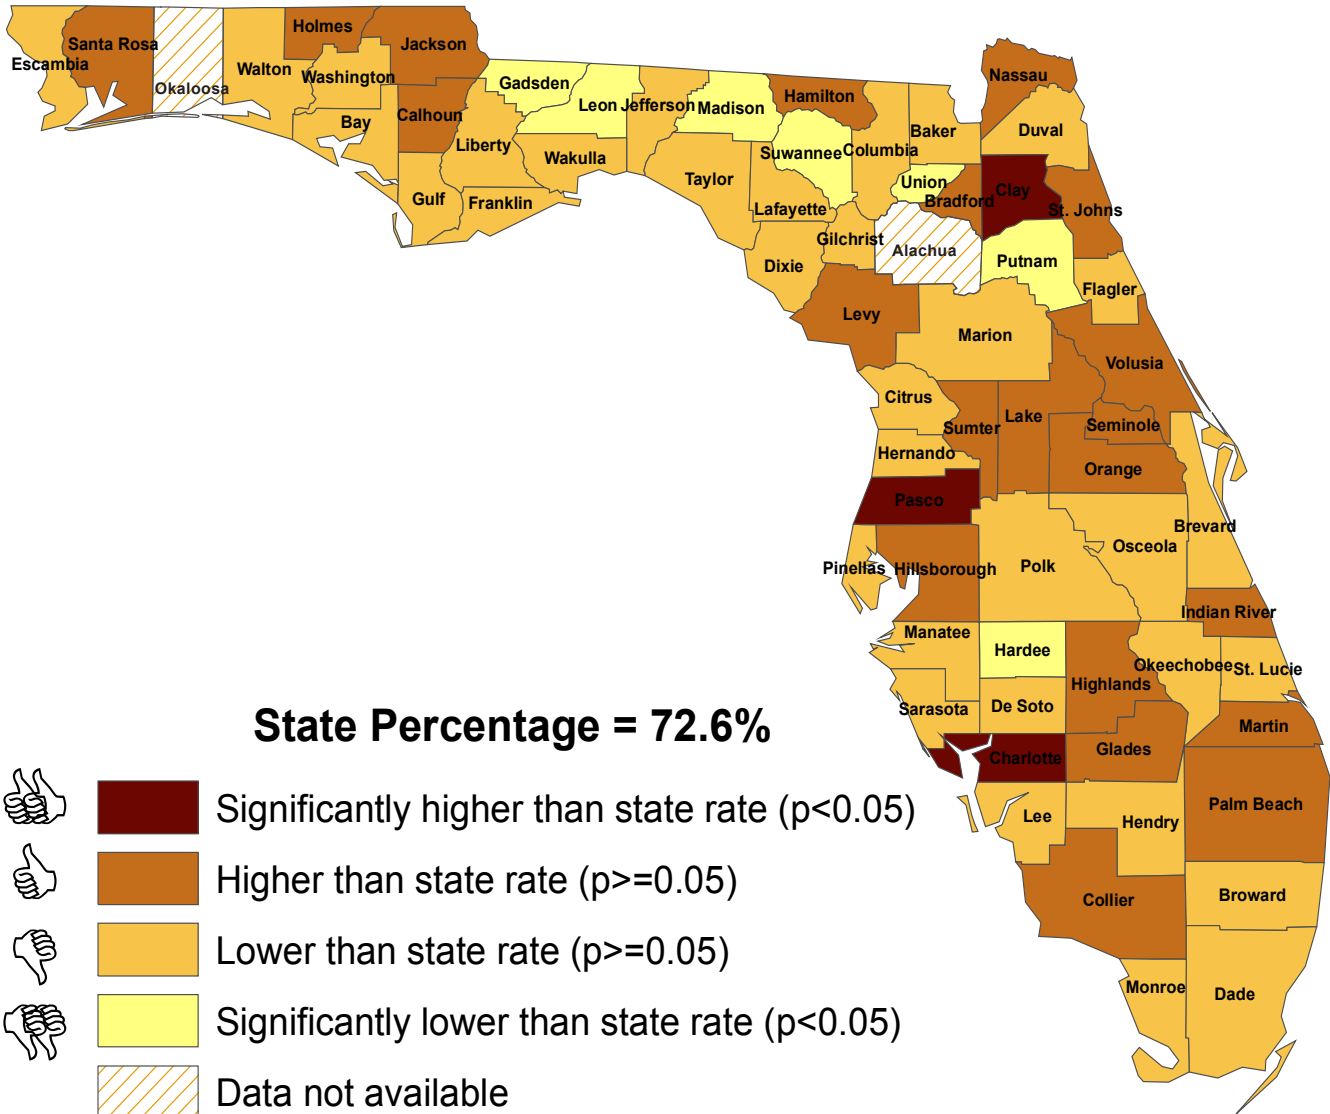 Holmes
Santa Rosa
Jackson
Escambia
Walton
Washington
Okaloosa
Nassau
Gadsden
Hamilton
Leon
Jefferson
Madison
Calhoun
Bay
Duval
Baker
Liberty
Columbia
Suwannee
Wakulla
Taylor
Union
Clay
Gulf
Franklin
Bradford
Lafayette
St. Johns
Gilchrist
Alachua
Dixie
Putnam
Flagler
Levy
Marion
Volusia
Citrus
Lake
Sumter
Seminole
Hernando
Orange
Pasco
Brevard
Osceola
Pinellas
Hillsborough
Polk
Indian River
Manatee
Hardee
Okeechobee
St. Lucie
Highlands
Sarasota
De Soto
State Percentage = 72.6%
Martin
Glades
Charlotte
Significantly higher than state rate (p<0.05)
Palm Beach
Lee
Hendry
Higher than state rate (p>=0.05)
Broward
Collier
Lower than state rate (p>=0.05)
Monroe
Dade
Significantly lower than state rate (p<0.05)
Data not available